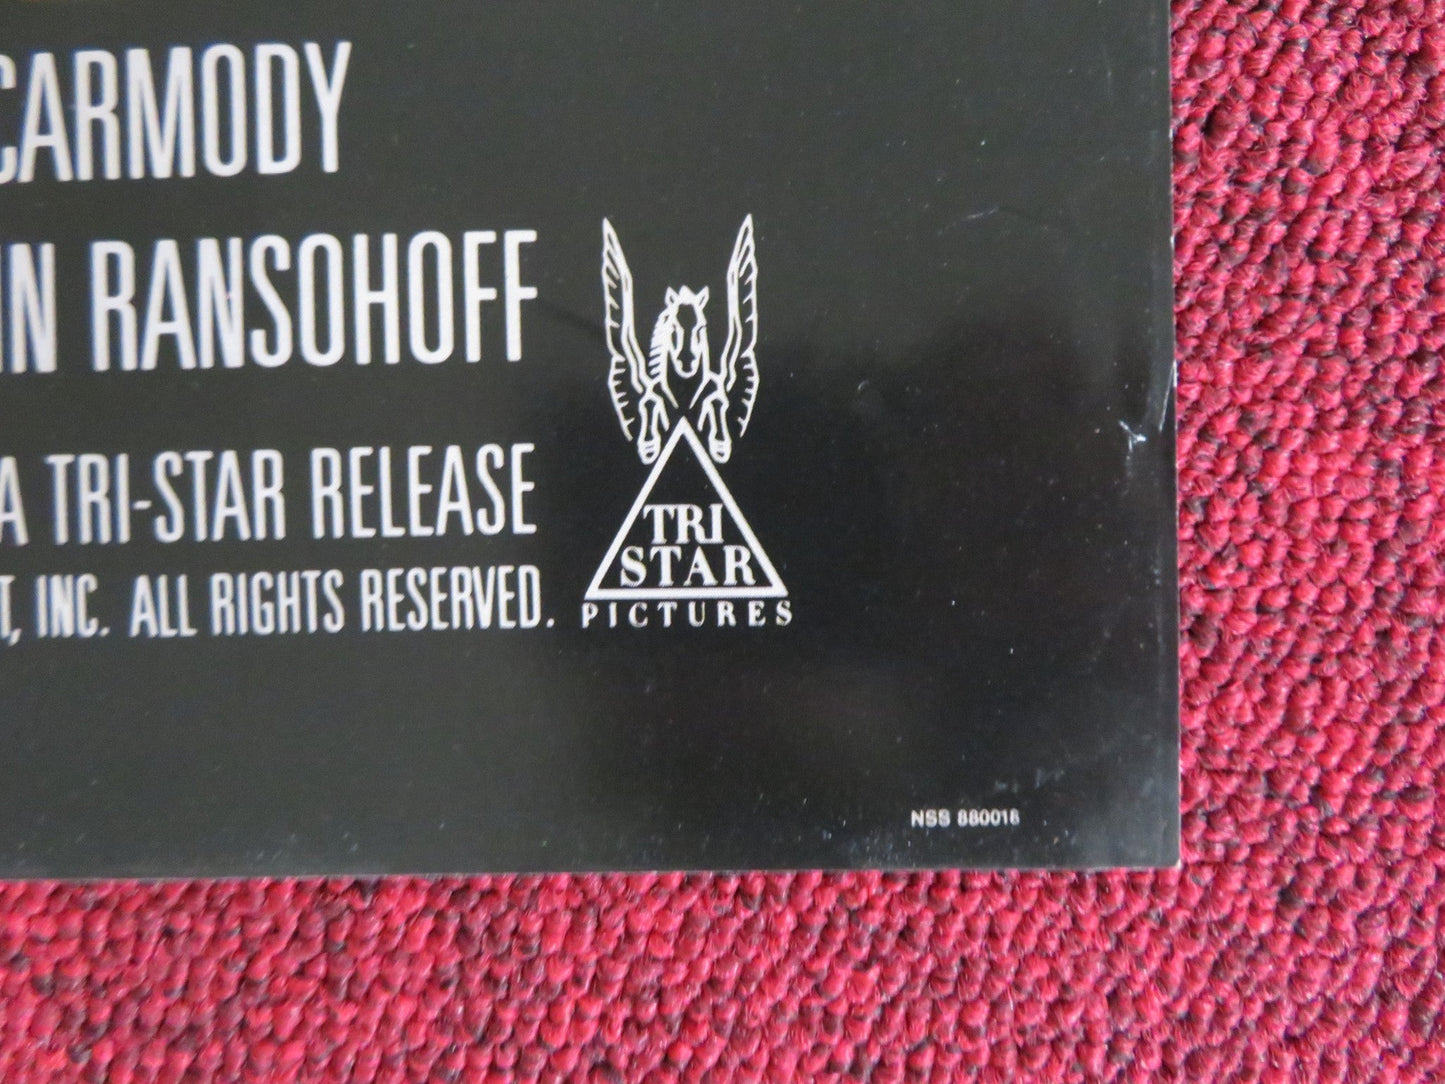 CARMODY
IN RANSOHOFF
A TRI-STAR RELEASE
T, INC. ALL RIGHTS RESERVED.
TRI
STAR
PICTURES
NSS 880018